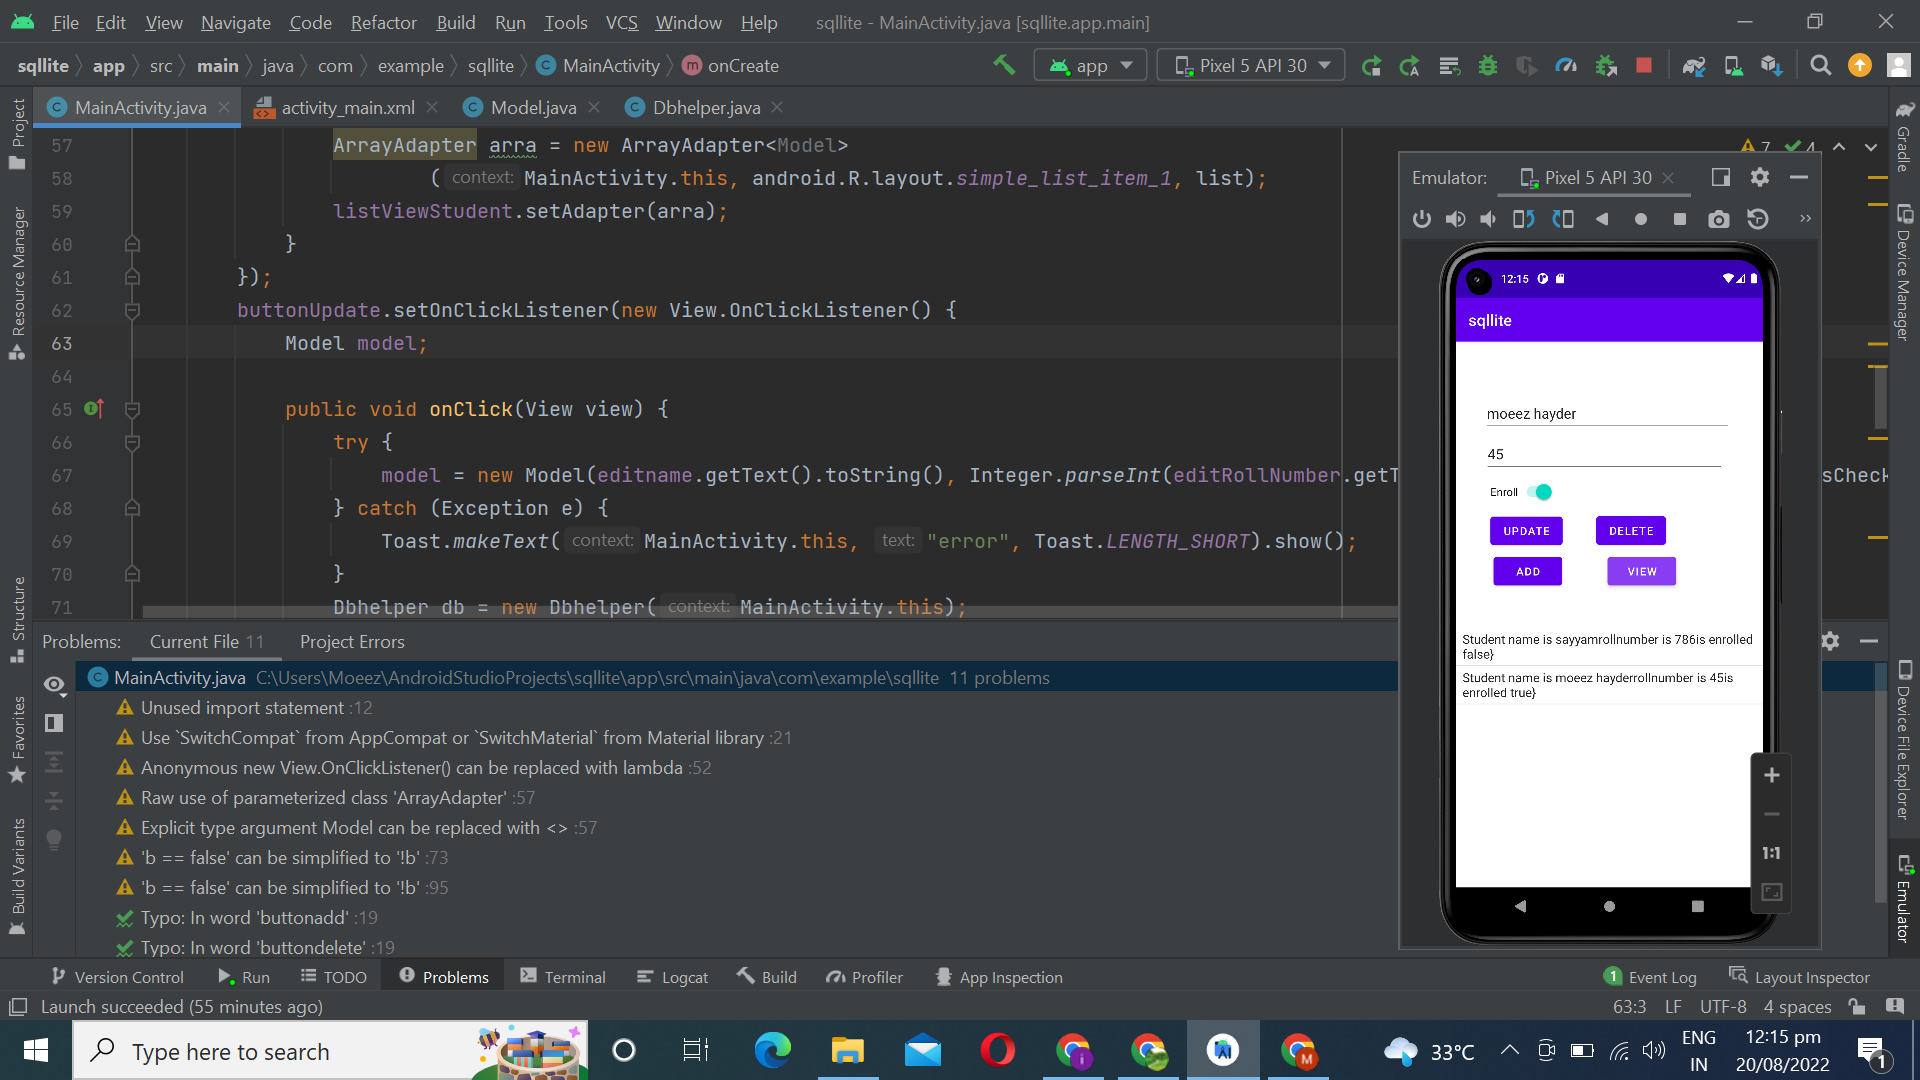 File Edit View Navigate Code Refactor Build Run Tools VCS Window Help sqllite - MainActivity.java [sqllite.app.main]
sqllite app src main java com example sqllite MainActivity onCreate app Pixel 5 API 30
MainActivity.java activity_main.xml Model.java Dbhelper.java
57 ArrayAdapter arra = new ArrayAdapter<Model>
58 ( context: MainActivity.this, android.R.layout.simple_list_item_1, list);
59 listViewStudent.setAdapter(arra);
60 }
61 });
62 buttonUpdate.setOnClickListener(new View.OnClickListener() {
63 Model model;
64
65 public void onClick(View view) {
66 try {
67 model = new Model(editname.getText().toString(), Integer.parseInt(editRollNumber.getT
sCheck
68 } catch (Exception e) {
69 Toast.makeText( context: MainActivity.this, text: "error", Toast.LENGTH_SHORT).show();
70 }
71 Dbhelper db = new Dbhelper( context: MainActivity.this);
7 4
Emulator: Pixel 5 API 30
12:15
sqllite
moeez hayder
45
Enroll
UPDATE DELETE
ADD VIEW
Student name is sayyamrollnumber is 786is enrolled
false}
Student name is moeez hayderrollnumber is 45is
enrolled true}
1:1
Problems: Current File 11 Project Errors
MainActivity.java C:\Users\Moeez\AndroidStudioProjects\sqllite\app\src\main\java\com\example\sqllite 11 problems
Unused import statement :12
Use `SwitchCompat` from AppCompat or `SwitchMaterial` from Material library :21
Anonymous new View.OnClickListener() can be replaced with lambda :52
Raw use of parameterized class 'ArrayAdapter' :57
Explicit type argument Model can be replaced with <> :57
'b == false' can be simplified to '!b' :73
'b == false' can be simplified to '!b' :95
Typo: In word 'buttonadd' :19
Typo: In word 'buttondelete' :19
Project
Resource Manager
Structure
Favorites
Build Variants
Gradle
Device Manager
Device File Explorer
Emulator
Version Control Run TODO Problems Terminal Logcat Build Profiler App Inspection 1 Event Log Layout Inspector
Launch succeeded (55 minutes ago) 63:3 LF UTF-8 4 spaces
Type here to search
33°C
ENG
IN
12:15 pm
20/08/2022
1